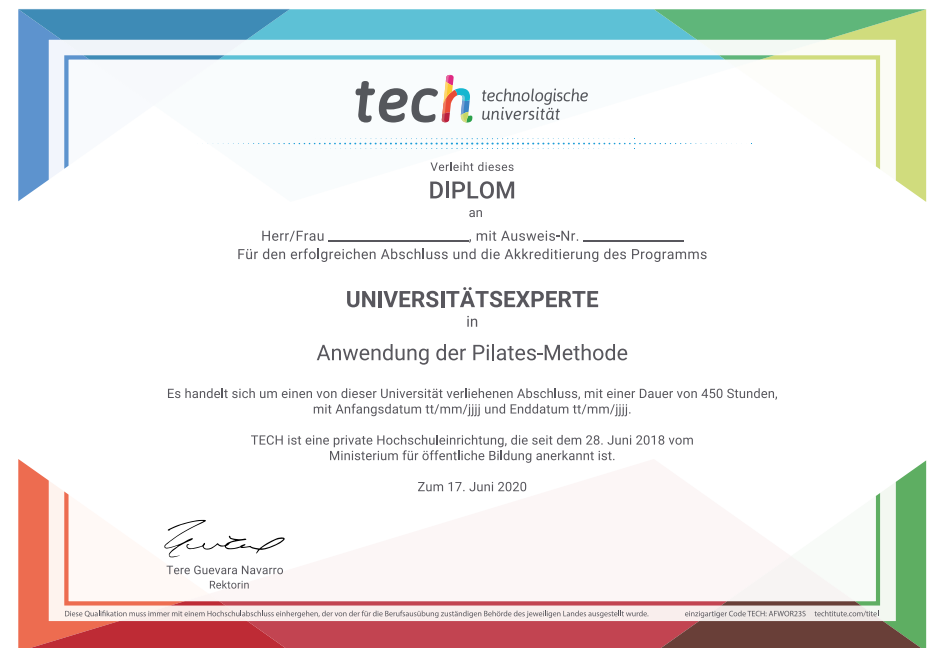 tech technologische
universität
Verleiht dieses
DIPLOM
an
Herr/Frau ____________, mit Ausweis-Nr. ____________
Für den erfolgreichen Abschluss und die Akkreditierung des Programms
UNIVERSITÄTSEXPERTE
in
Anwendung der Pilates-Methode
Es handelt sich um einen von dieser Universität verliehenen Abschluss, mit einer Dauer von 450 Stunden,
mit Anfangsdatum tt/mm/jjjj und Enddatum tt/mm/jjjj.
TECH ist eine private Hochschuleinrichtung, die seit dem 28. Juni 2018 vom
Ministerium für öffentliche Bildung anerkannt ist.
Zum 17. Juni 2020
Tere Guevara Navarro
Rektorin
Diese Qualifikation muss immer mit einem Hochschulabschluss einhergehen, der von der für die Berufsausübung zuständigen Behörde des jeweiligen Landes ausgestellt wurde. einzigartiger Code TECH: AFWOR23S techtitute.com/titel